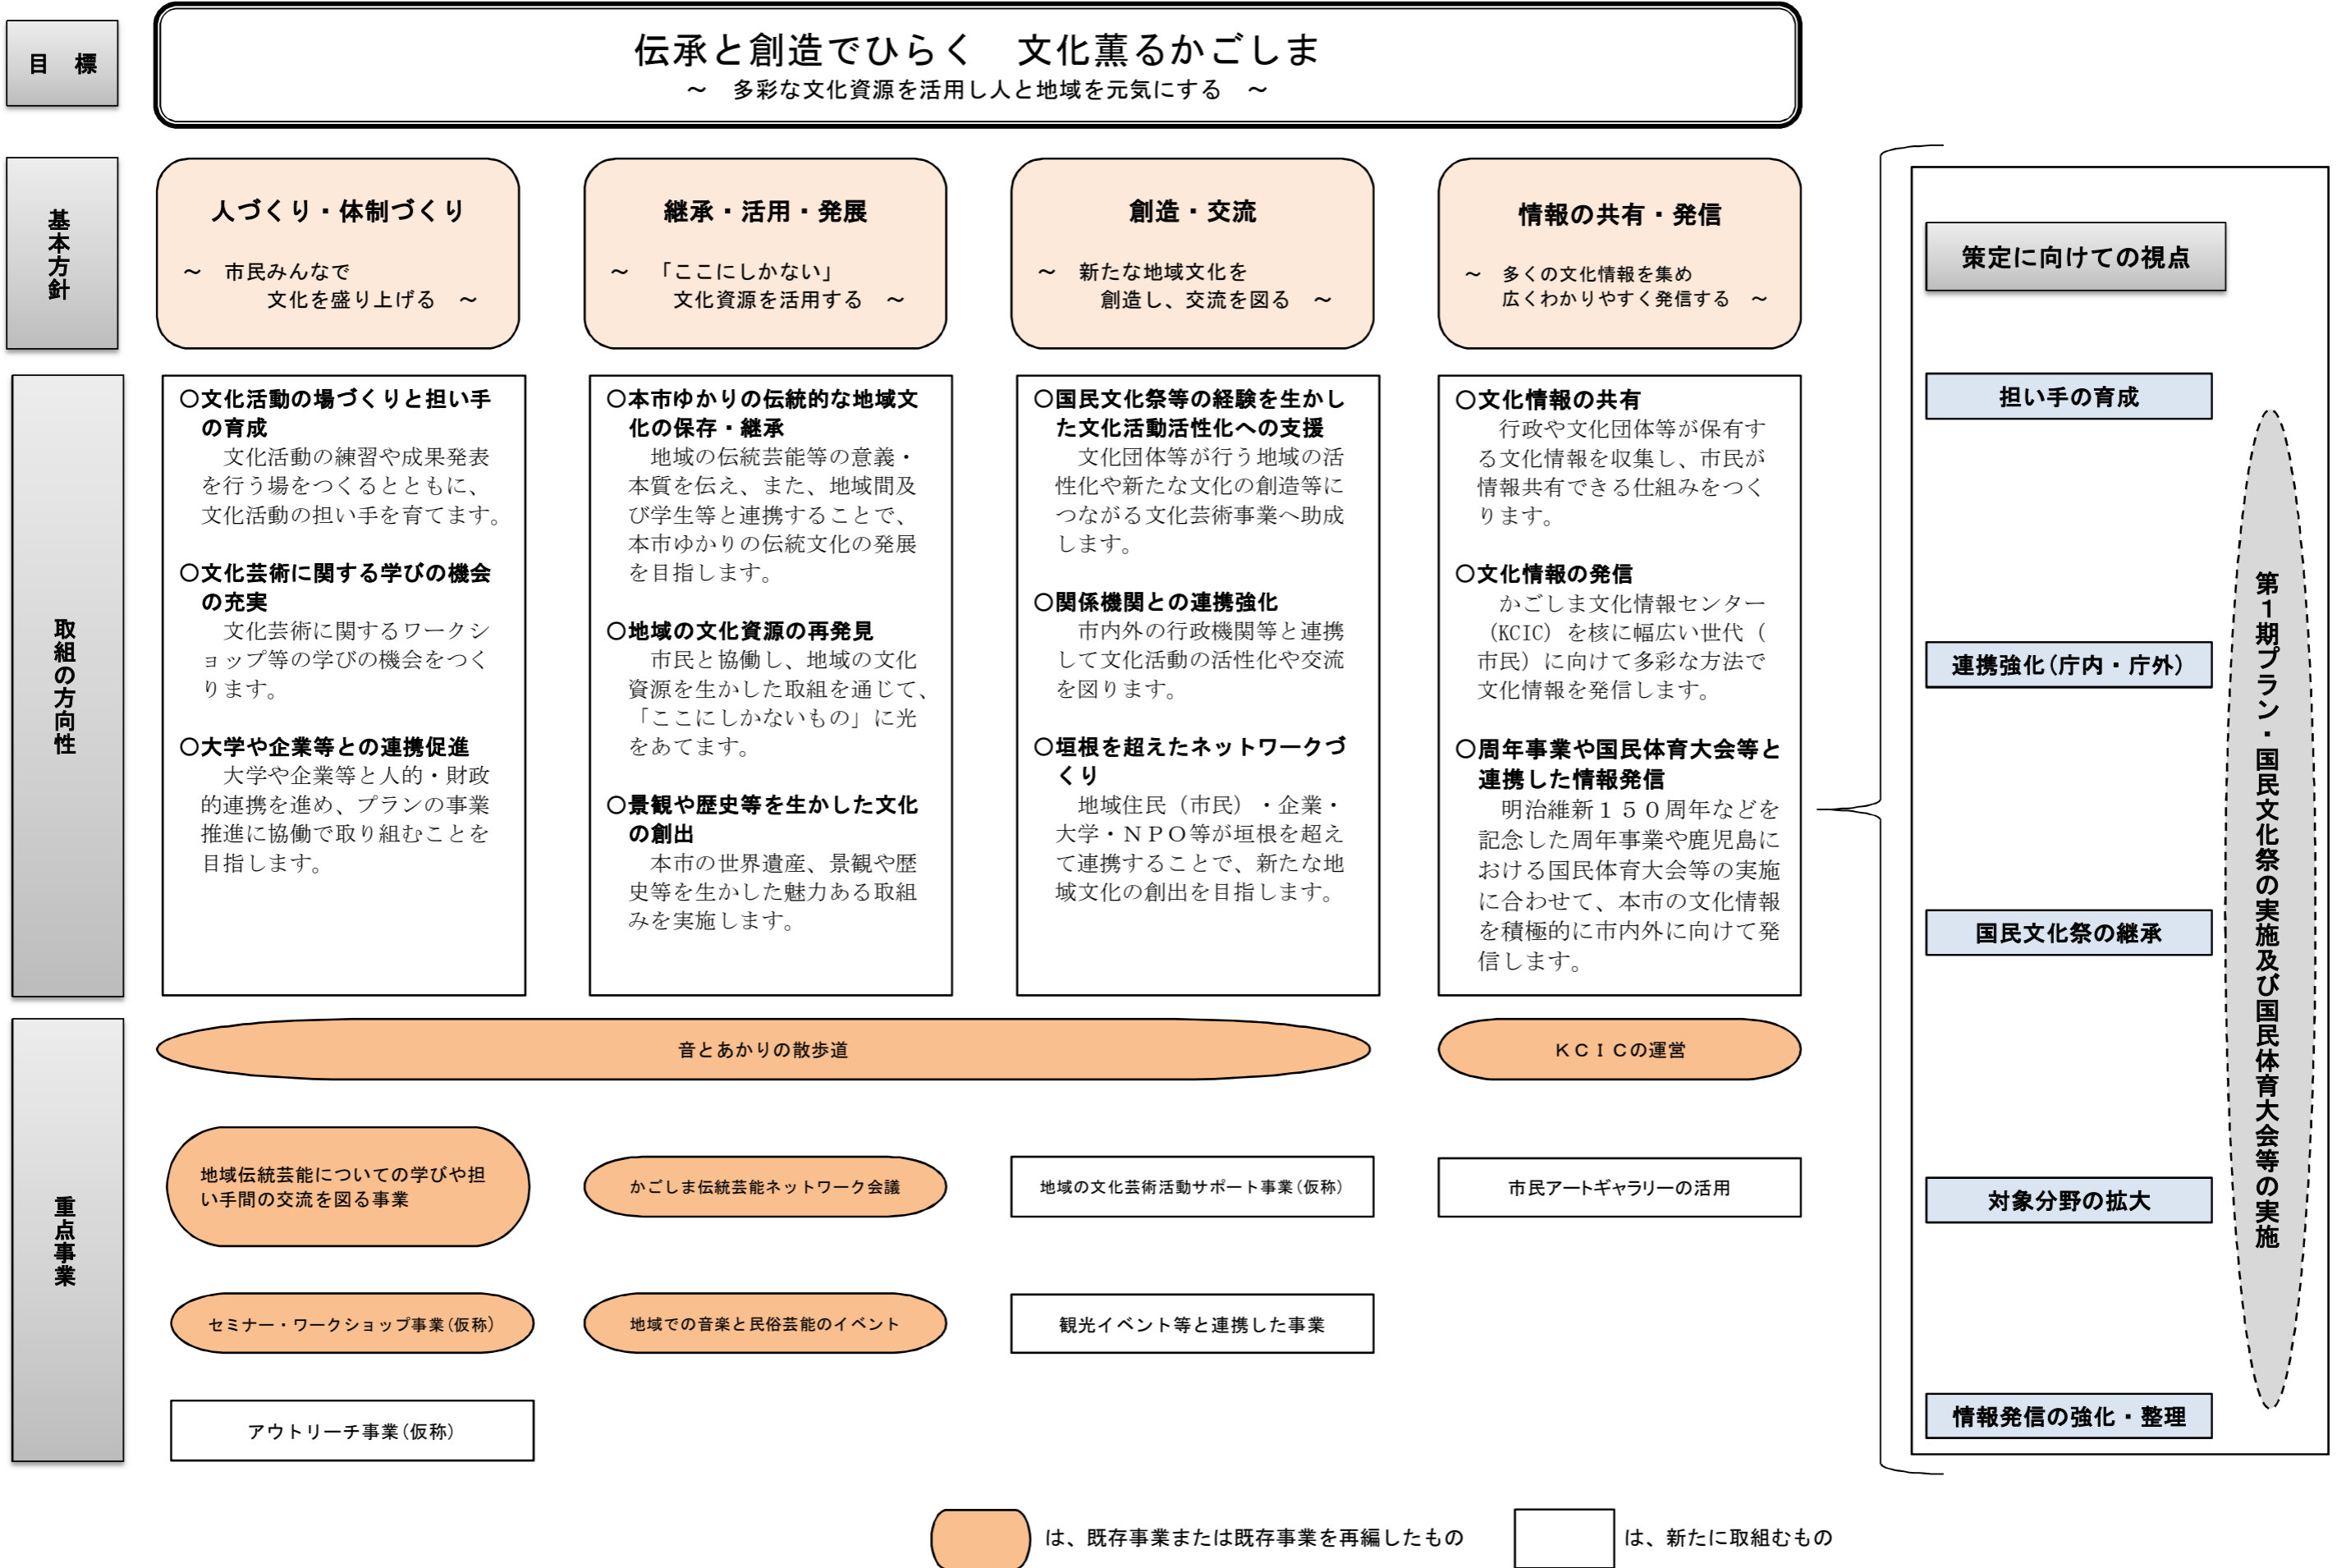 目　標
伝承と創造でひらく　文化薫るかごしま
～　多彩な文化資源を活用し人と地域を元気にする　～
基本方針
人づくり・体制づくり
～　市民みんなで
文化を盛り上げる　～
継承・活用・発展
～　「ここにしかない」
文化資源を活用する　～
創造・交流
～　新たな地域文化を
創造し、交流を図る　～
情報の共有・発信
～　多くの文化情報を集め
広くわかりやすく発信する　～
取組の方向性
○文化活動の場づくりと担い手
の育成
文化活動の練習や成果発表
を行う場をつくるとともに、
文化活動の担い手を育てます。
○文化芸術に関する学びの機会
の充実
文化芸術に関するワークシ
ョップ等の学びの機会をつく
ります。
○大学や企業等との連携促進
大学や企業等と人的・財政
的連携を進め、プランの事業
推進に協働で取り組むことを
目指します。
○本市ゆかりの伝統的な地域文
化の保存・継承
地域の伝統芸能等の意義・
本質を伝え、また、地域間及
び学生等と連携することで、
本市ゆかりの伝統文化の発展
を目指します。
○地域の文化資源の再発見
市民と協働し、地域の文化
資源を生かした取組を通じて、
「ここにしかないもの」に光
をあてます。
○景観や歴史等を生かした文化
の創出
本市の世界遺産、景観や歴
史等を生かした魅力ある取組
みを実施します。
○国民文化祭等の経験を生かし
た文化活動活性化への支援
文化団体等が行う地域の活
性化や新たな文化の創造等に
つながる文化芸術事業へ助成
します。
○関係機関との連携強化
市内外の行政機関等と連携
して文化活動の活性化や交流
を図ります。
○垣根を超えたネットワークづ
くり
地域住民（市民）・企業・
大学・ＮＰＯ等が垣根を超え
て連携することで、新たな地
域文化の創出を目指します。
○文化情報の共有
行政や文化団体等が保有す
る文化情報を収集し、市民が
情報共有できる仕組みをつく
ります。
○文化情報の発信
かごしま文化情報センター
（KCIC）を核に幅広い世代（
市民）に向けて多彩な方法で
文化情報を発信します。
○周年事業や国民体育大会等と
連携した情報発信
明治維新１５０周年などを
記念した周年事業や鹿児島に
おける国民体育大会等の実施
に合わせて、本市の文化情報
を積極的に市内外に向けて発
信します。
重点事業
音とあかりの散歩道
ＫＣＩＣの運営
地域伝統芸能についての学びや担
い手間の交流を図る事業
かごしま伝統芸能ネットワーク会議
地域の文化芸術活動サポート事業(仮称)
市民アートギャラリーの活用
セミナー・ワークショップ事業(仮称)
地域での音楽と民俗芸能のイベント
観光イベント等と連携した事業
アウトリーチ事業(仮称)
策定に向けての視点
担い手の育成
連携強化(庁内・庁外)
国民文化祭の継承
対象分野の拡大
情報発信の強化・整理
第１期プラン・国民文化祭の実施及び国民体育大会等の実施
は、既存事業または既存事業を再編したもの
は、新たに取組むもの